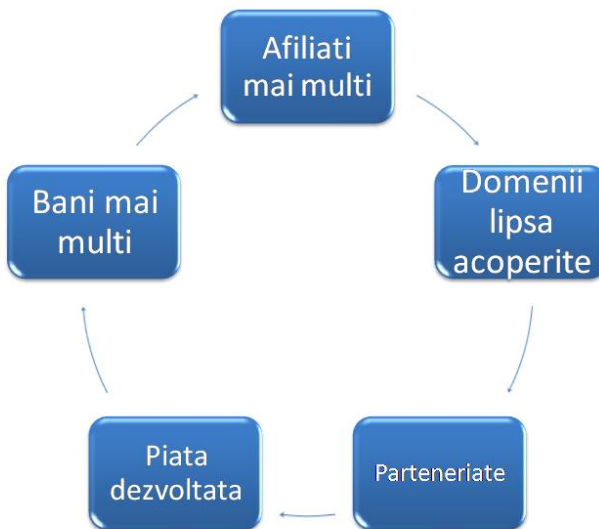 Afiliati
mai multi
Domenii
lipsa
acoperite
Parteneriate
Piata
dezvoltata
Bani mai
multi